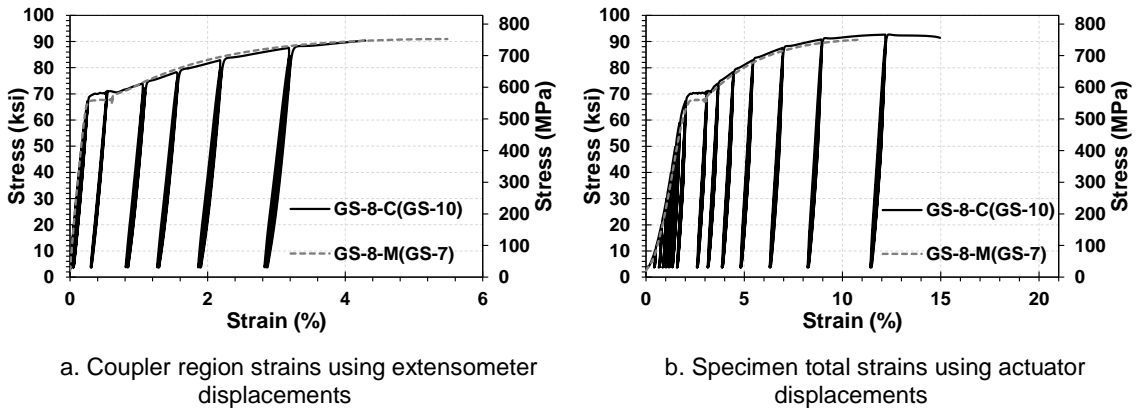 100
90
80
70
60
50
40
30
20
10
0
Stress (ksi)
800
700
600
500
400
300
200
100
0
Stress (MPa)
GS-8-C(GS-10)
GS-8-M(GS-7)
0 2 4 6
Strain (%)
100
90
80
70
60
50
40
30
20
10
0
Stress (ksi)
800
700
600
500
400
300
200
100
0
Stress (MPa)
GS-8-C(GS-10)
GS-8-M(GS-7)
0 5 10 15 20
Strain (%)
a. Coupler region strains using extensometer
displacements
b. Specimen total strains using actuator
displacements